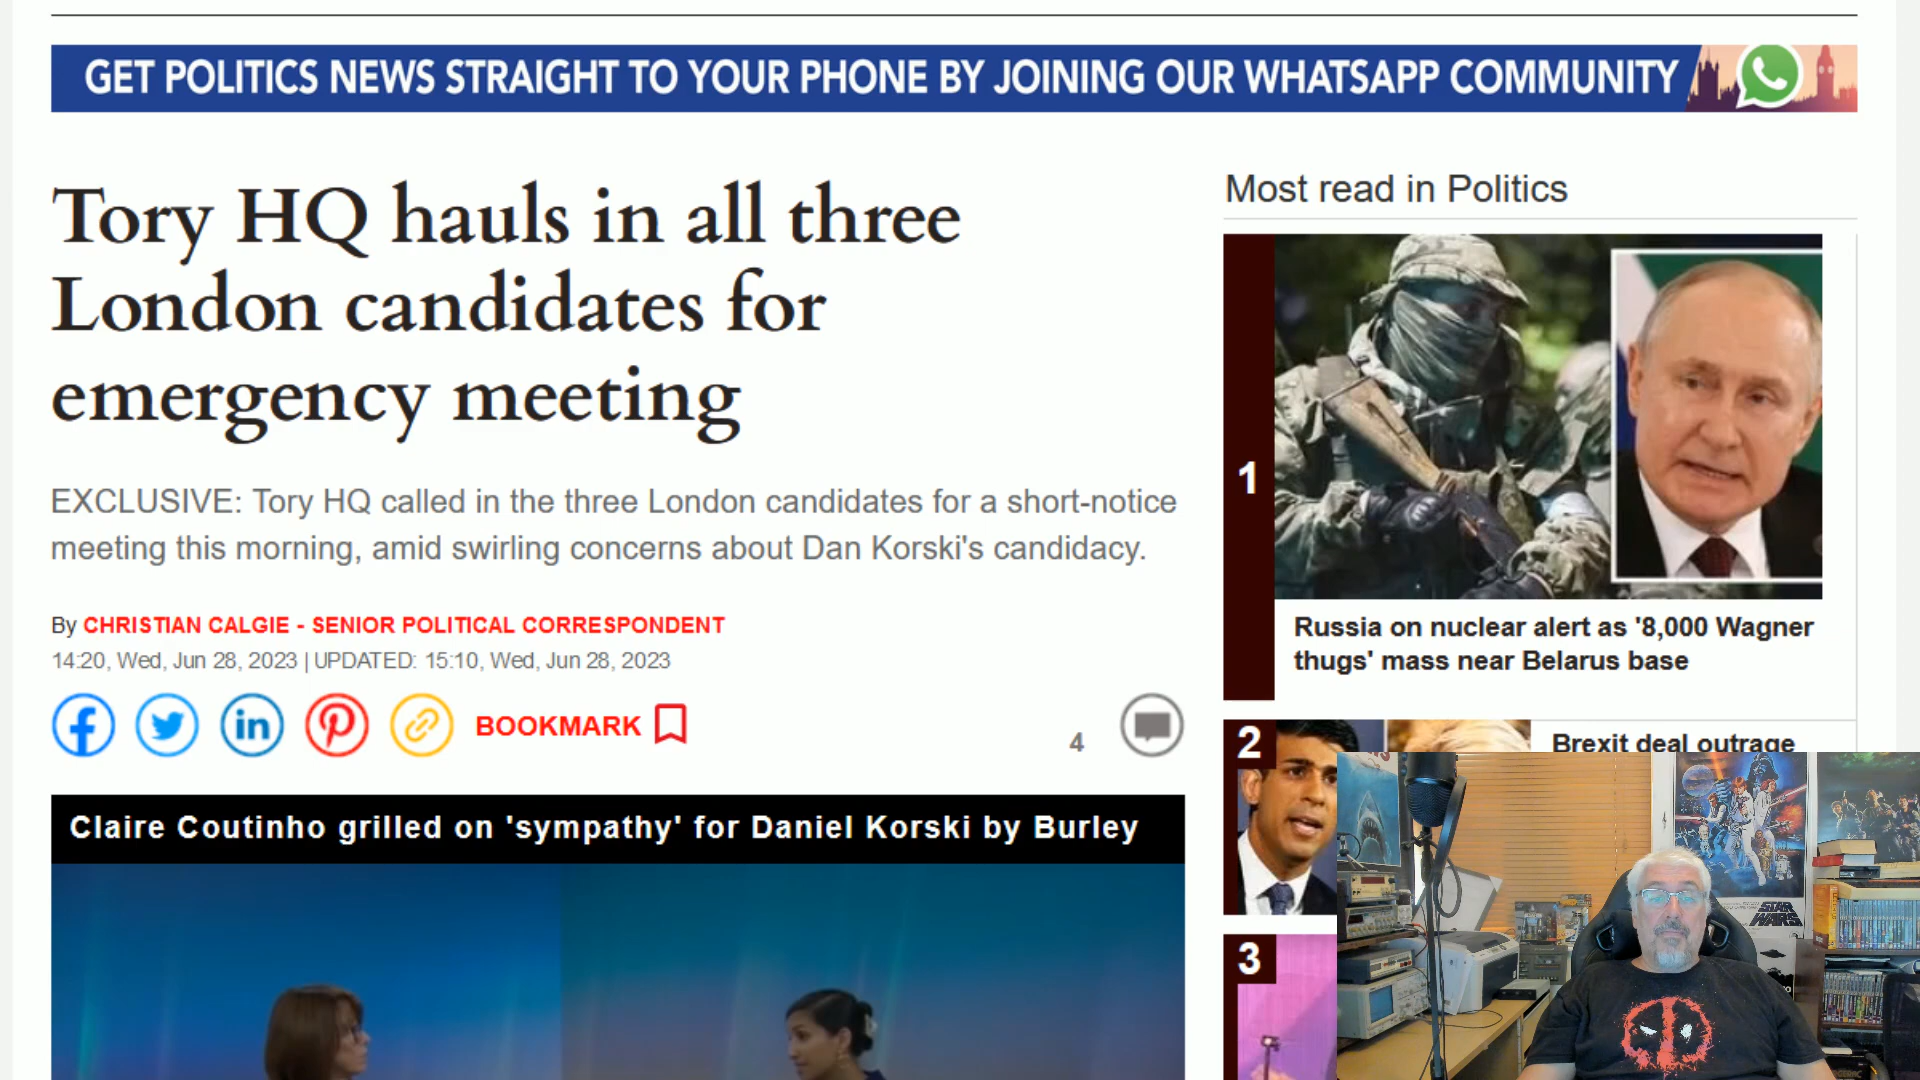 GET POLITICS NEWS STRAIGHT TO YOUR PHONE BY JOINING OUR WHATSAPP COMMUNITY
Tory HQ hauls in all three
London candidates for
emergency meeting
EXCLUSIVE: Tory HQ called in the three London candidates for a short-notice
meeting this morning, amid swirling concerns about Dan Korski's candidacy.
By CHRISTIAN CALGIE - SENIOR POLITICAL CORRESPONDENT
14:20, Wed, Jun 28, 2023 | UPDATED: 15:10, Wed, Jun 28, 2023
BOOKMARK
4
Claire Coutinho grilled on 'sympathy' for Daniel Korski by Burley
Most read in Politics
1
Russia on nuclear alert as '8,000 Wagner
thugs' mass near Belarus base
2
Brexit deal outrage
3
STAR
WARS